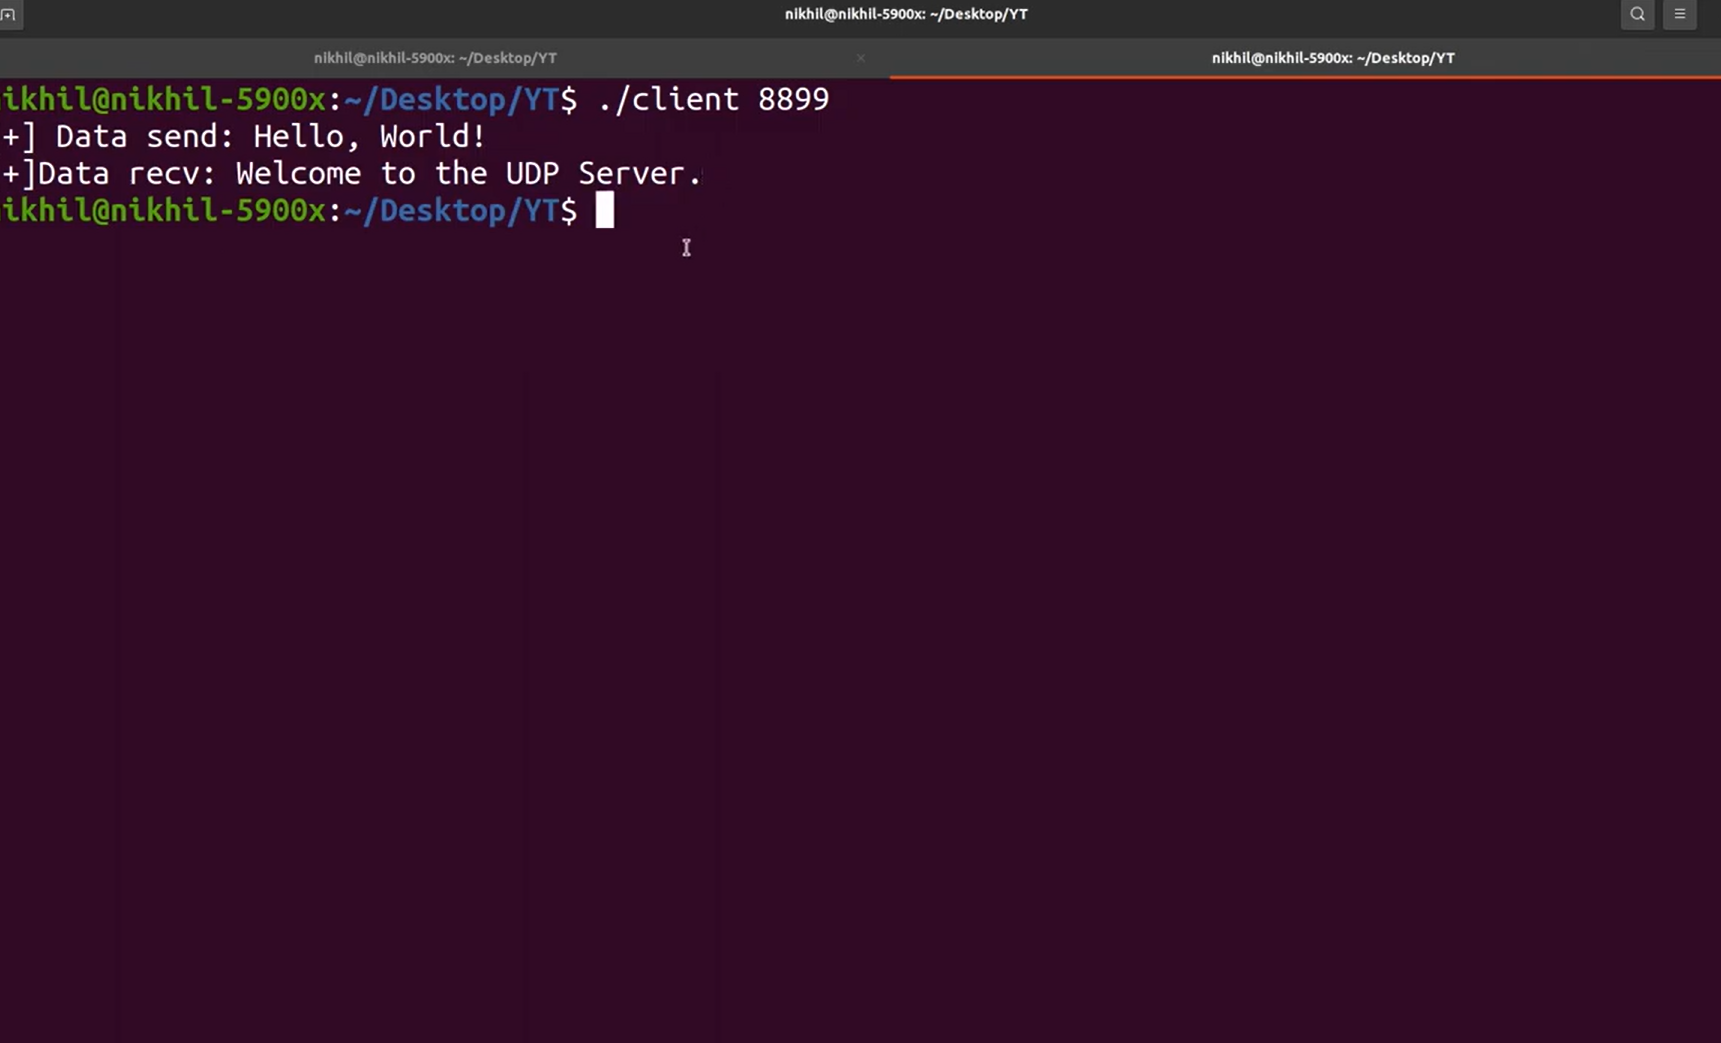 nikhil@nikhil-5900x: ~/Desktop/YT
nikhil@nikhil-5900x: ~/Desktop/YT
nikhil@nikhil-5900x: ~/Desktop/YT
ikhil@nikhil-5900x:~/Desktop/YT$ ./client 8899
+] Data send: Hello, World!
+]Data recv: Welcome to the UDP Server.
ikhil@nikhil-5900x:~/Desktop/YT$